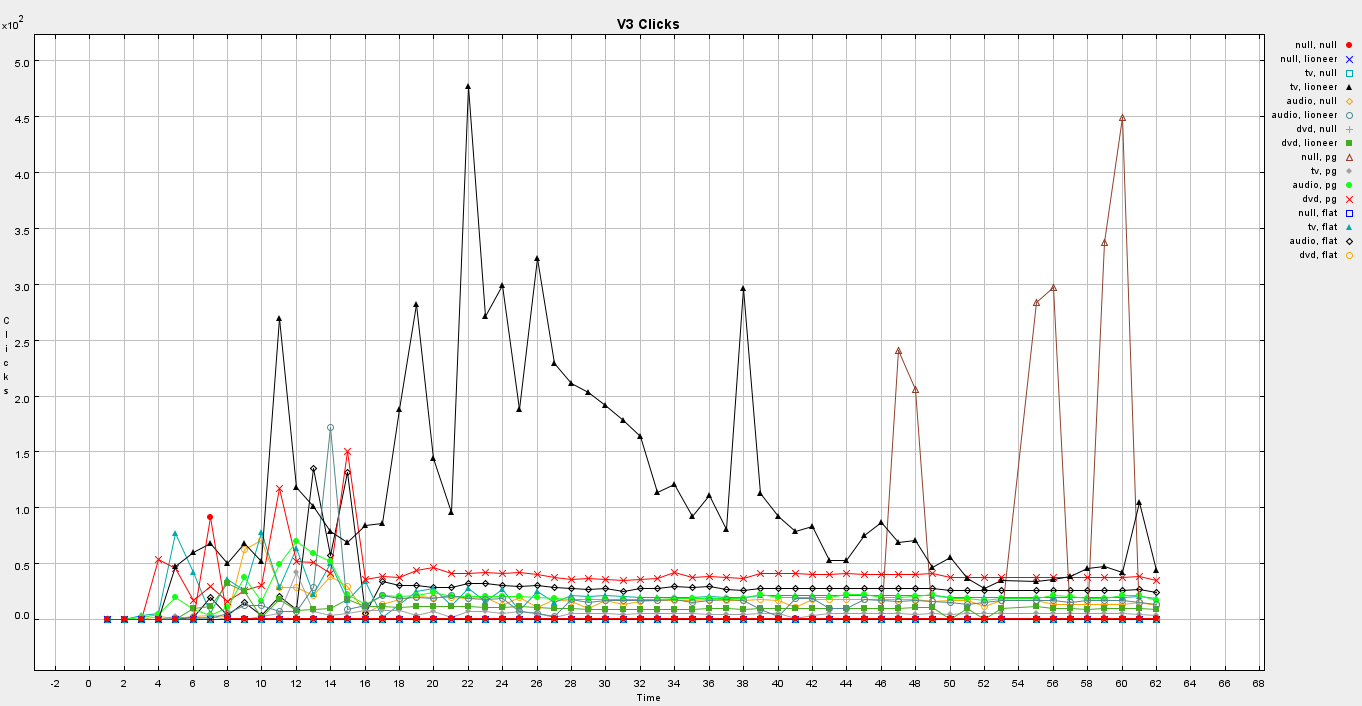 V3 Clicks
x10^2
5.0
4.5
4.0
3.5
3.0
2.5
2.0
1.5
1.0
0.5
0.0
Clicks
-2 0 2 4 6 8 10 12 14 16 18 20 22 24 26 28 30 32 34 36 38 40 42 44 46 48 50 52 54 56 58 60 62 64 66 68
Time
null, null
null, lioneer
tv, null
tv, lioneer
audio, null
audio, lioneer
dvd, null
dvd, lioneer
null, pg
tv, pg
audio, pg
dvd, pg
null, flat
tv, flat
audio, flat
dvd, flat